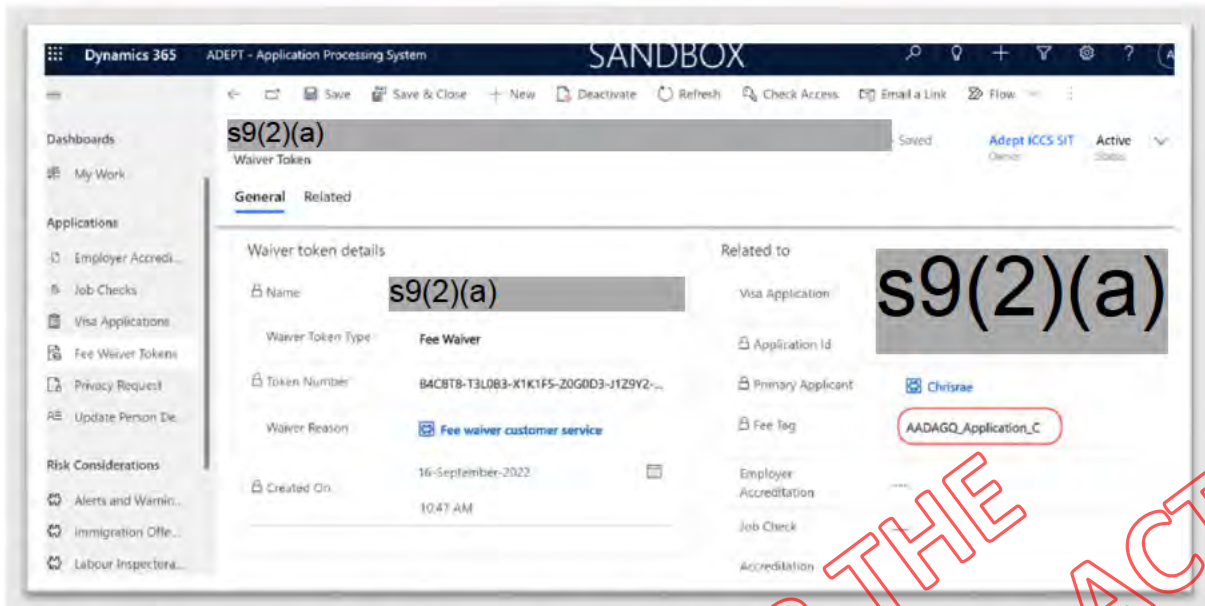 Dynamics 365 ADEPT - Application Processing System SANDBOX
Save Save & Close New Deactivate Refresh Check Access Email a Link Flow
s9(2)(a) - Saved Adept ICCS SIT Active
Waiver Token Owner Status
General Related
Dashboards
My Work
Applications
Employer Accredi...
Job Checks
Visa Applications
Fee Waiver Tokens
Privacy Request
Update Person De...
Risk Considerations
Alerts and Warnin...
Immigration Offe...
Labour Inspectora...
Waiver token details
Name s9(2)(a)
Waiver Token Type Fee Waiver
Token Number B4C8T8-T3L0B3-X1K1F5-Z0G0D3-J1Z9Y2-...
Waiver Reason Fee waiver customer service
Created On 16-September-2022
10:47 AM
Related to
Visa Application s9(2)(a)
Application Id
Primary Applicant Chrisrae
Fee Tag AADAGQ_Application_C
Employer Accreditation ---
Job Check ---
Accreditation
THE
ACT